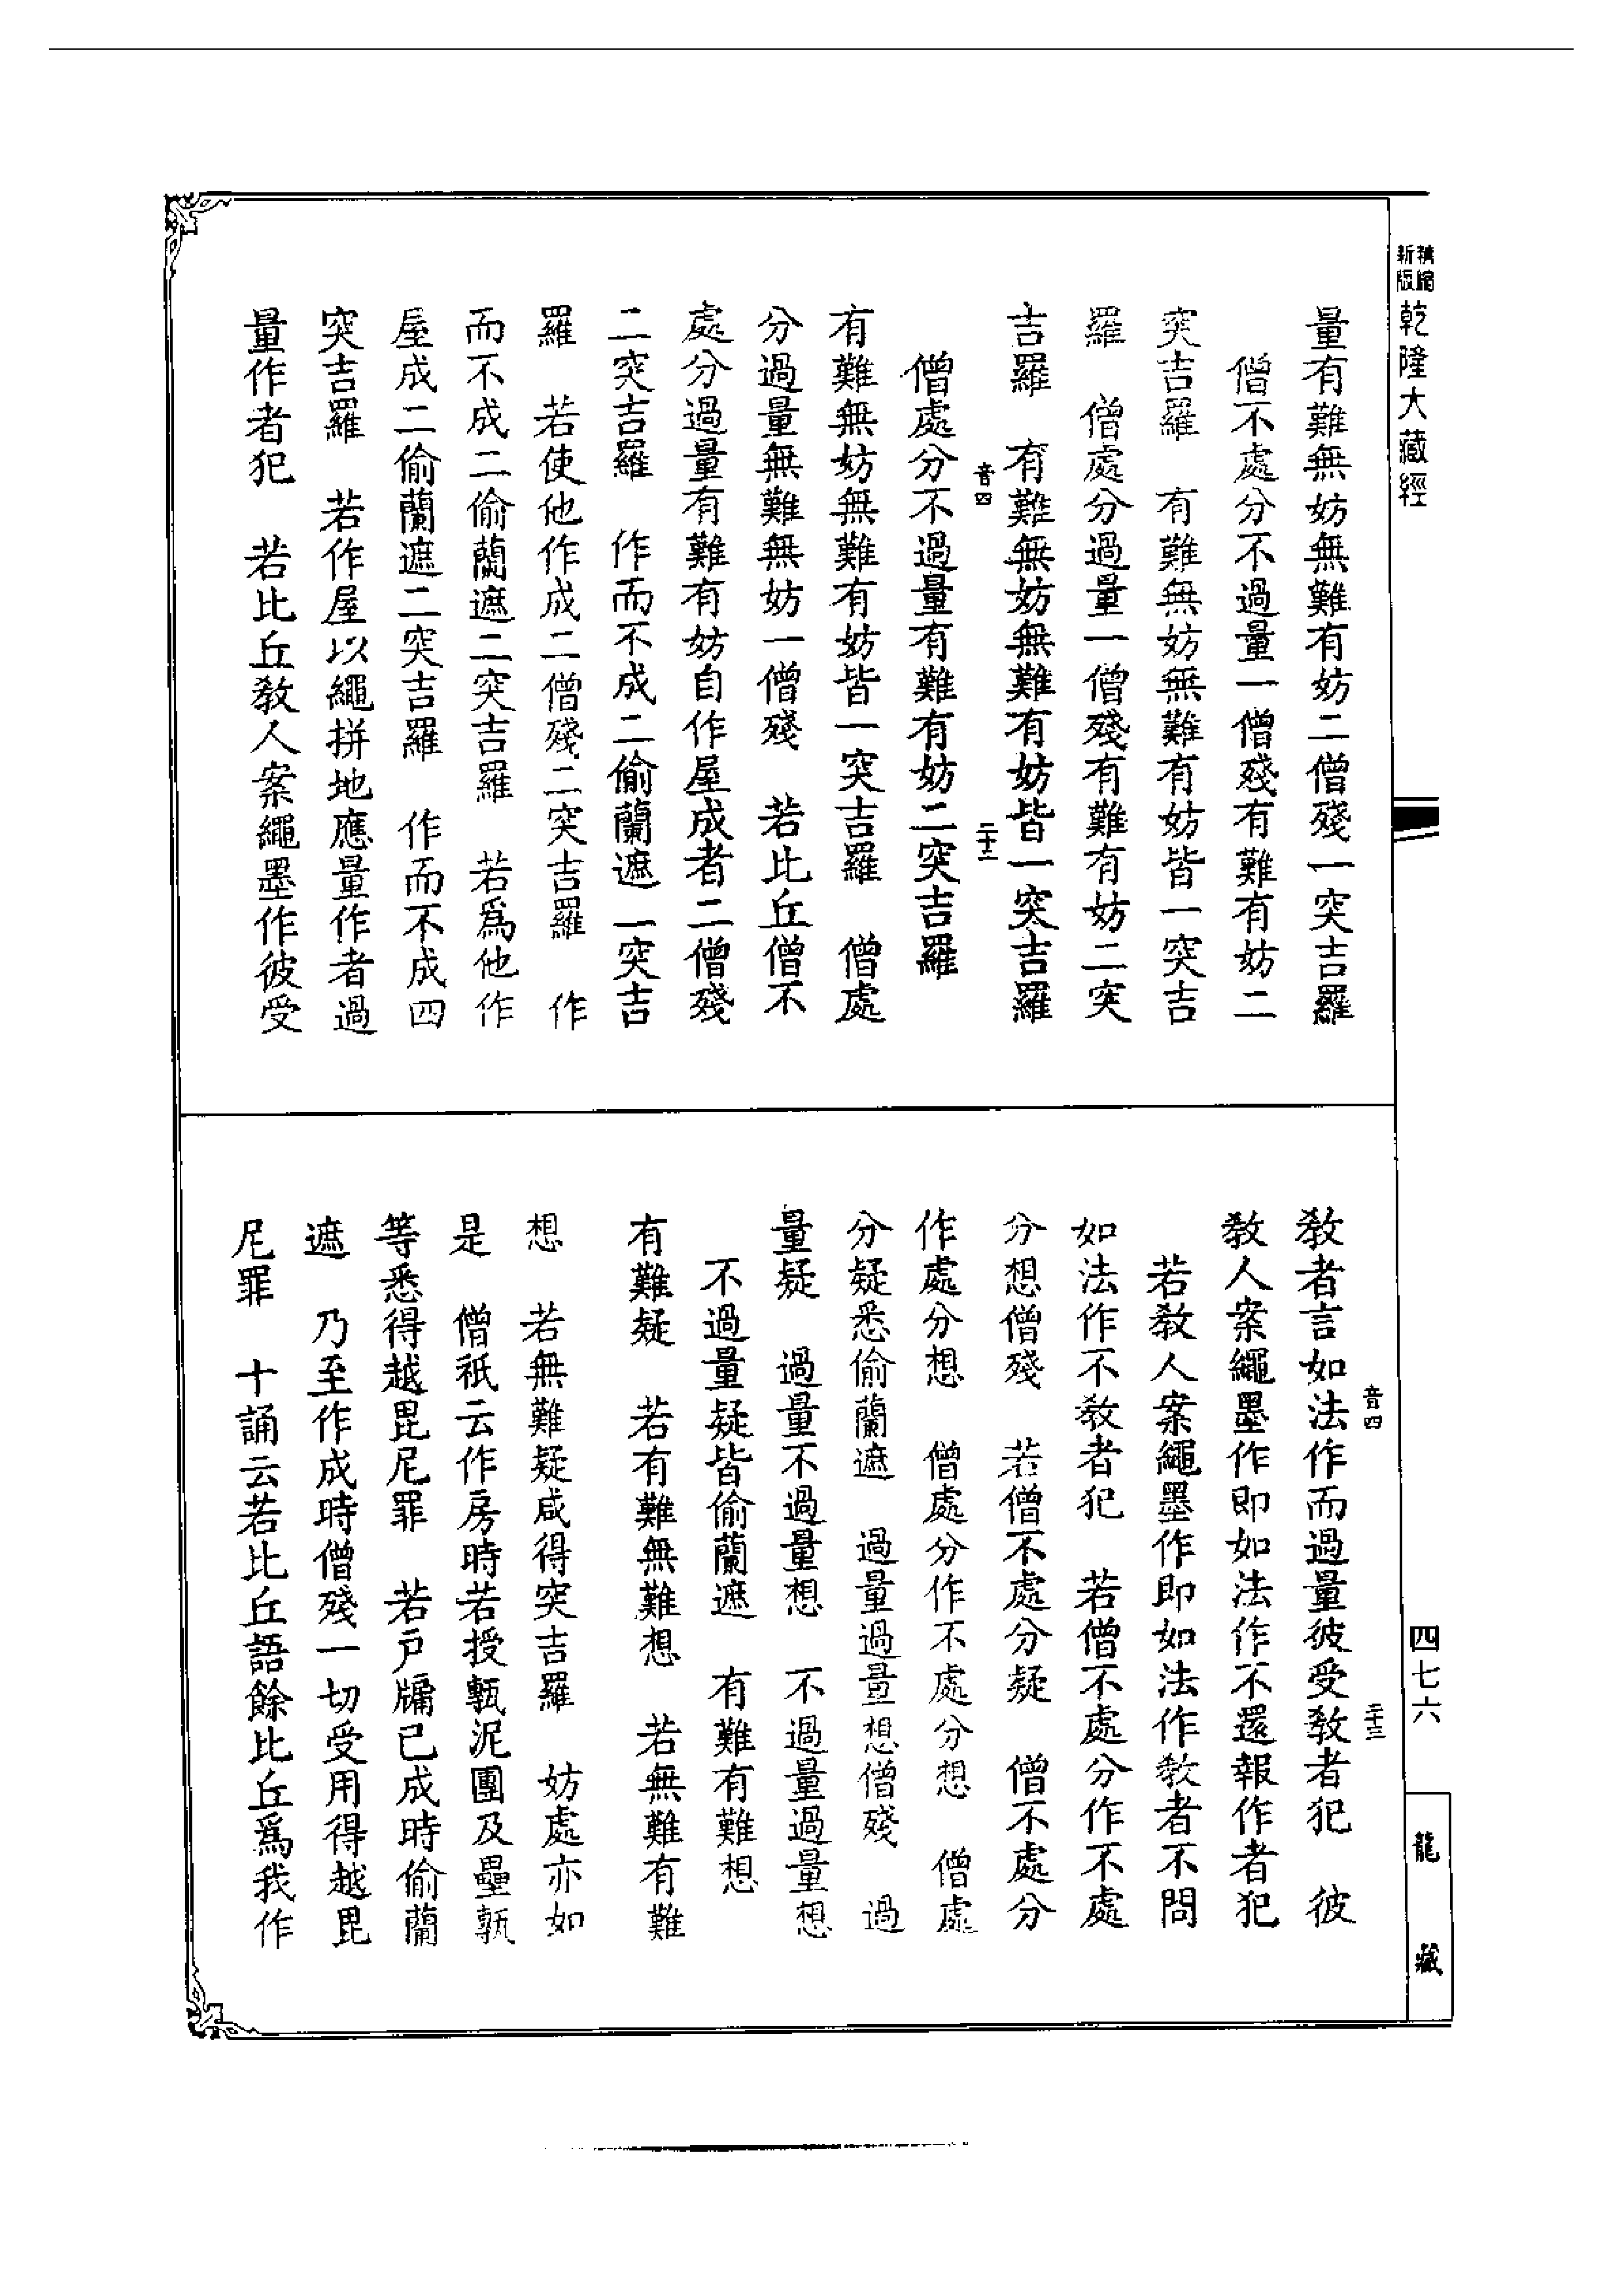 精縮新版
乾隆大藏經
量有難無妨無難有妨二僧殘一突吉羅
僧不處分不過量一僧殘有難有妨二
突吉羅　有難無妨無難有妨皆一突吉
羅　僧處分過量一僧殘有難有妨二突
吉羅　有難無妨無難有妨皆一突吉羅
音四
二十二
僧處分不過量有難有妨二突吉羅
有難無妨無難有妨皆一突吉羅　僧處
分過量無難無妨一僧殘　若比丘僧不
處分過量有難有妨自作屋成者二僧殘
二突吉羅　作而不成二偷蘭遮二突吉
羅　若使他作成二僧殘二突吉羅　作
而不成二偷蘭遮二突吉羅　若爲他作
屋成二偷蘭遮二突吉羅　作而不成四
突吉羅　若作屋以繩拼地應量作者過
量作者犯　若比丘教人案繩墨作彼受
四七六
龍藏
音四
二十三
教者言如法作而過量彼受教者犯　彼
教人案繩墨作即如法作不還報作者犯
若教人案繩墨作即如法作教者不問
如法作不教者犯　若僧不處分作不處
分想僧殘　若僧不處分疑　僧不處分
作處分想　僧處分作不處分想　僧處
分疑悉偷蘭遮　過量過量想僧殘　過
量疑　過量不過量想　不過量過量想
不過量疑皆偷蘭遮　有難有難想
有難疑　若有難無難想　若無難有難
想　若無難疑咸得突吉羅　妨處亦如
是　僧祇云作房時若授甎泥團及壘甎
等悉得越毘尼罪　若戶牖已成時偷蘭
遮　乃至作成時僧殘一切受用得越毘
尼罪　十誦云若比丘語餘比丘爲我作